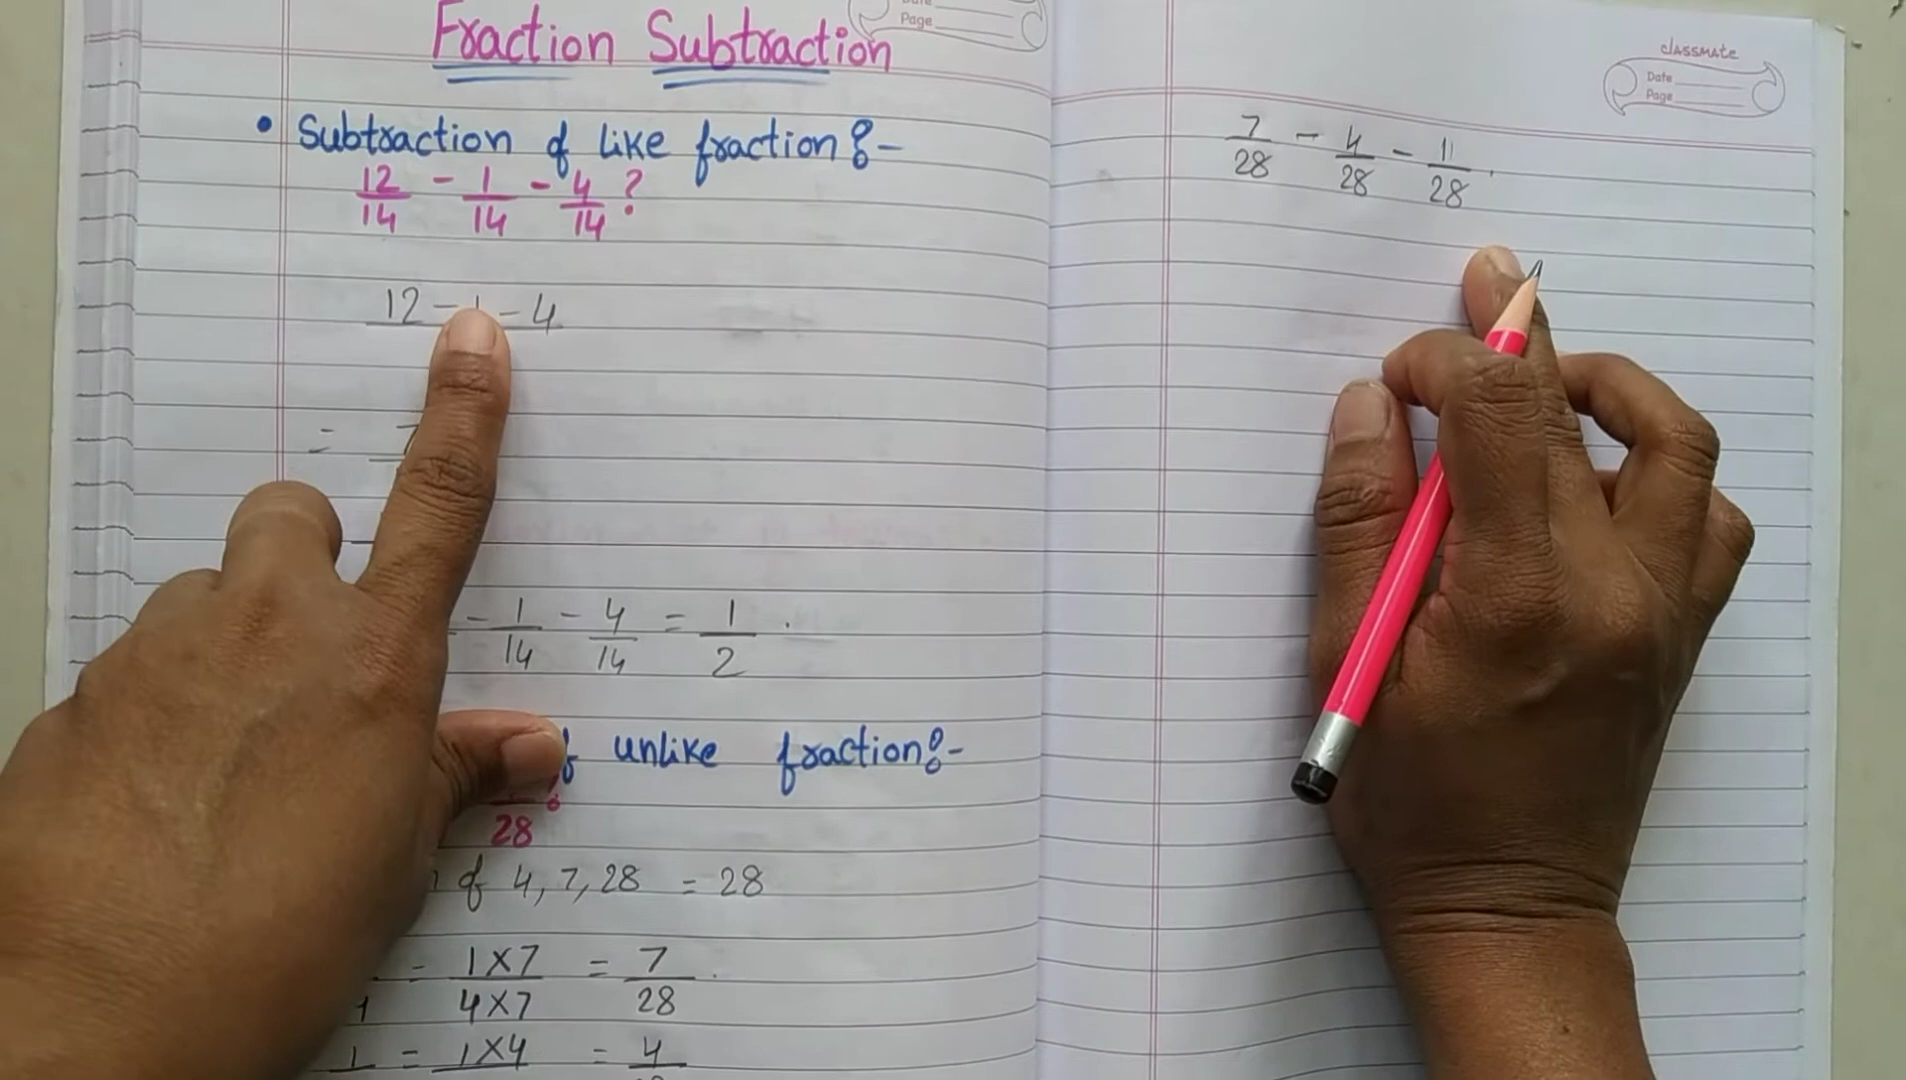 Fraction Subtraction
Page
• Subtraction of like fraction :-
12/14 - 1/14 - 4/14 ?
12 - 1 - 4
= 7
- 1/14 - 4/14 = 1/2 .
unlike fraction :-
28
of 4, 7, 28 = 28
= 1×7/4×7 = 7/28 .
1 = 1×4 = 4
classmate
Date
Page
7/28 - 4/28 - 11/28 .